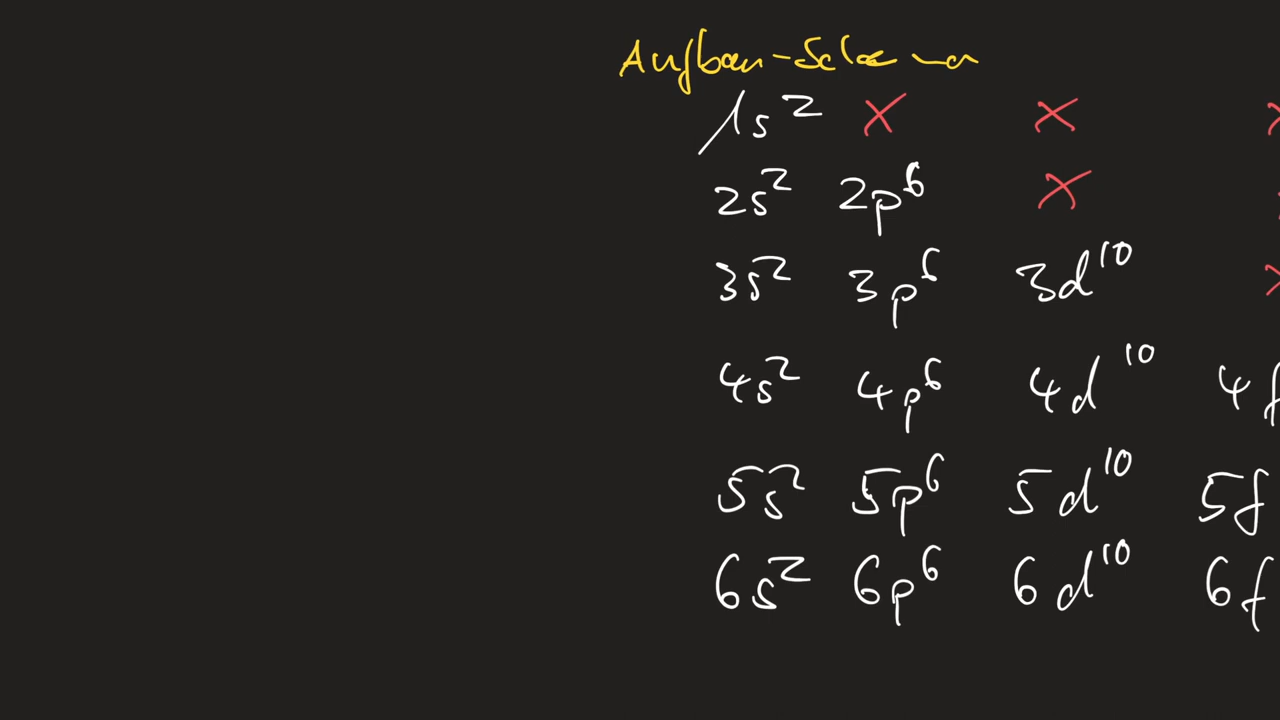 Aufbau-Schema
1s² × × ×
2s² 2p⁶ ×
3s² 3p⁶ 3d¹⁰ ×
4s² 4p⁶ 4d¹⁰ 4f
5s² 5p⁶ 5d¹⁰ 5f
6s² 6p⁶ 6d¹⁰ 6f